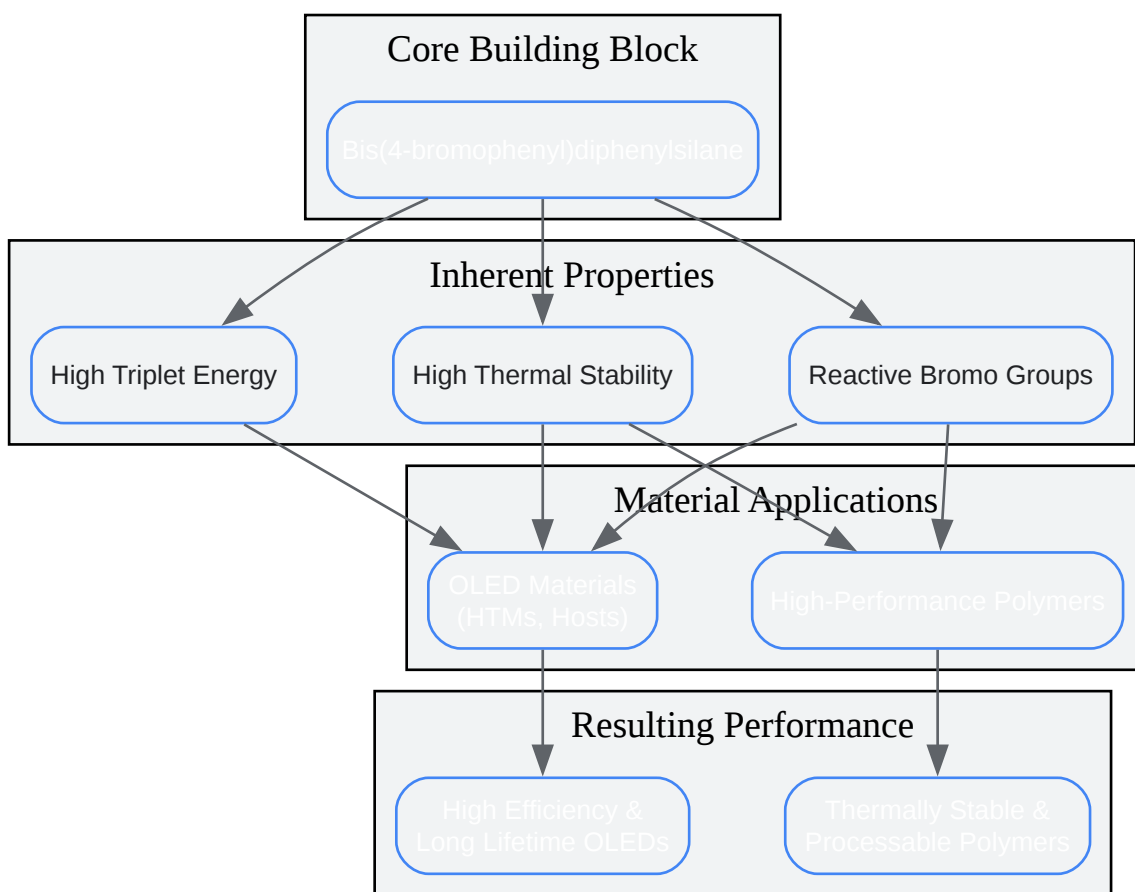 Core Building Block
Bis(4-bromophenyl)diphenylsilane
Inherent Properties
High Triplet Energy
High Thermal Stability
Reactive Bromo Groups
Material Applications
OLED Materials
(HTMs, Hosts)
High-Performance Polymers
Resulting Performance
High Efficiency &
Long Lifetime OLEDs
Thermally Stable &
Processable Polymers